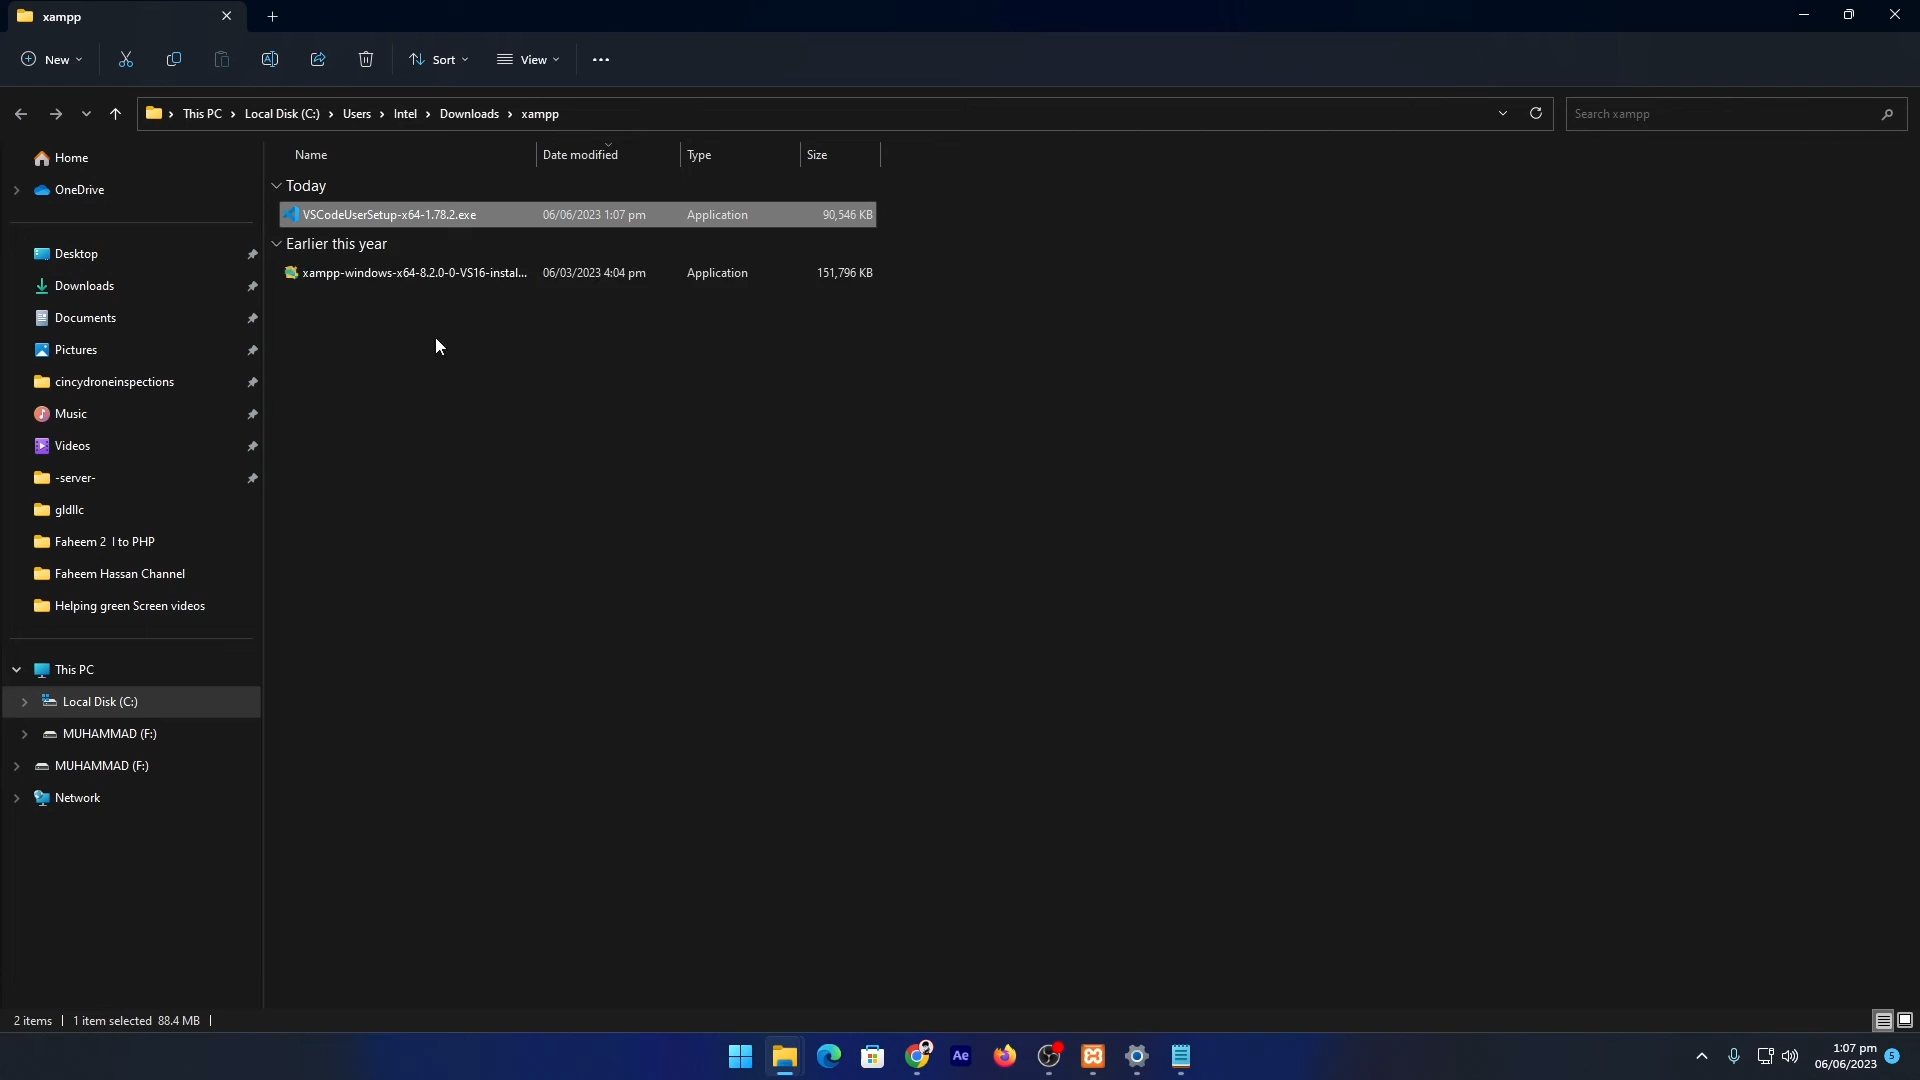 xampp
New
Sort
View
This PC > Local Disk (C:) > Users > Intel > Downloads > xampp
Search xampp
Name Date modified Type Size
Home
OneDrive
Today
VSCodeUserSetup-x64-1.78.2.exe 06/06/2023 1:07 pm Application 90,546 KB
Earlier this year
xampp-windows-x64-8.2.0-0-VS16-instal... 06/03/2023 4:04 pm Application 151,796 KB
Desktop
Downloads
Documents
Pictures
cincydroneinspections
Music
Videos
-server-
gldllc
Faheem 2 I to PHP
Faheem Hassan Channel
Helping green Screen videos
This PC
Local Disk (C:)
MUHAMMAD (F:)
MUHAMMAD (F:)
Network
2 items | 1 item selected 88.4 MB |
Ae
1:07 pm
06/06/2023
5